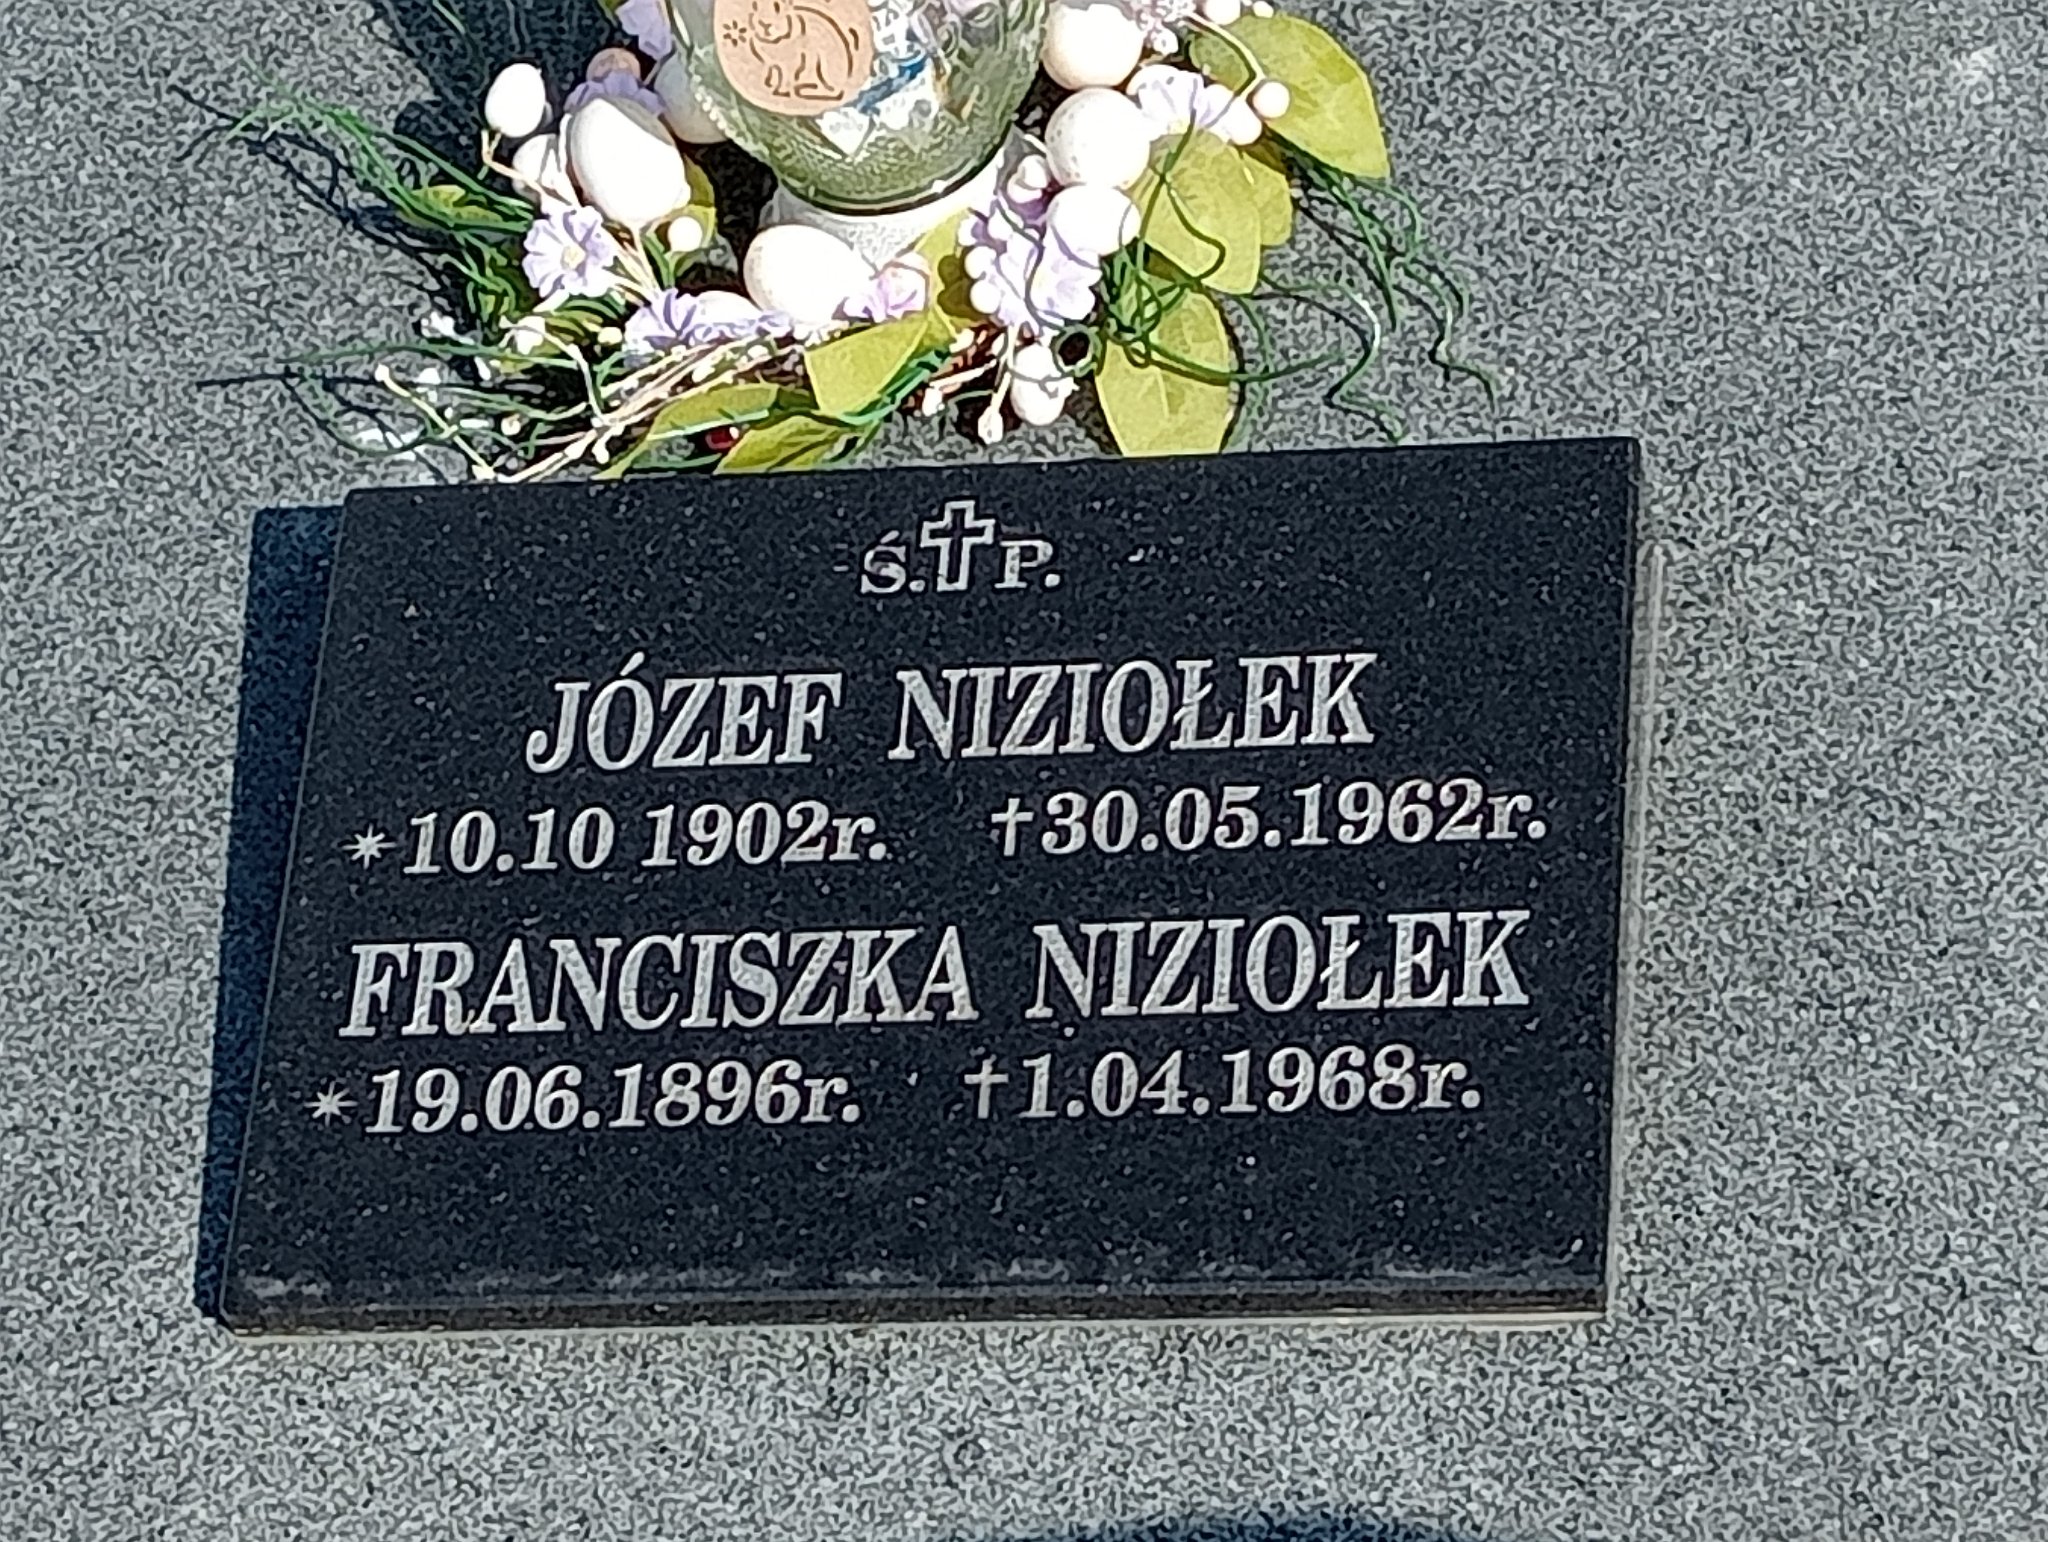 Ś.✝P.
JÓZEF NIZIOŁEK
*10.10 1902r. †30.05.1962r.
FRANCISZKA NIZIOŁEK
*19.06.1896r. †1.04.1968r.